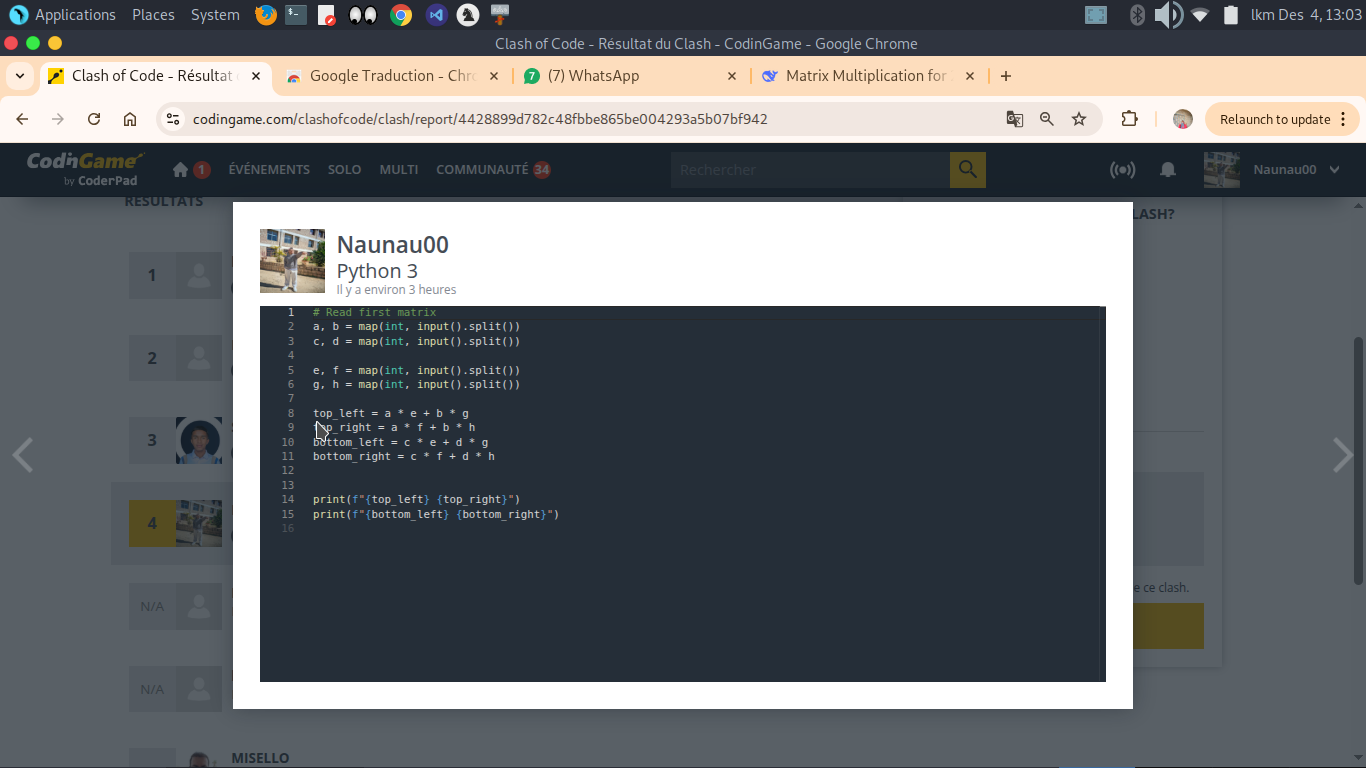 Applications Places System lkm Des 4, 13:03
Clash of Code - Résultat du Clash - CodinGame - Google Chrome
Clash of Code - Résultat Google Traduction - Chr (7) WhatsApp Matrix Multiplication for
codingame.com/clashofcode/clash/report/4428899d782c48fbbe865be004293a5b07bf942 Relaunch to update
CodinGame by CoderPad 1 ÉVÉNEMENTS SOLO MULTI COMMUNAUTÉ 34 Rechercher Naunau00
RÉSULTATS
LASH?
Naunau00
Python 3
Il y a environ 3 heures
1
2
3
4
N/A
N/A
1 # Read first matrix
2 a, b = map(int, input().split())
3 c, d = map(int, input().split())
4
5 e, f = map(int, input().split())
6 g, h = map(int, input().split())
7
8 top_left = a * e + b * g
9 top_right = a * f + b * h
10 bottom_left = c * e + d * g
11 bottom_right = c * f + d * h
12
13
14 print(f"{top_left} {top_right}")
15 print(f"{bottom_left} {bottom_right}")
16
e ce clash.
MISELLO